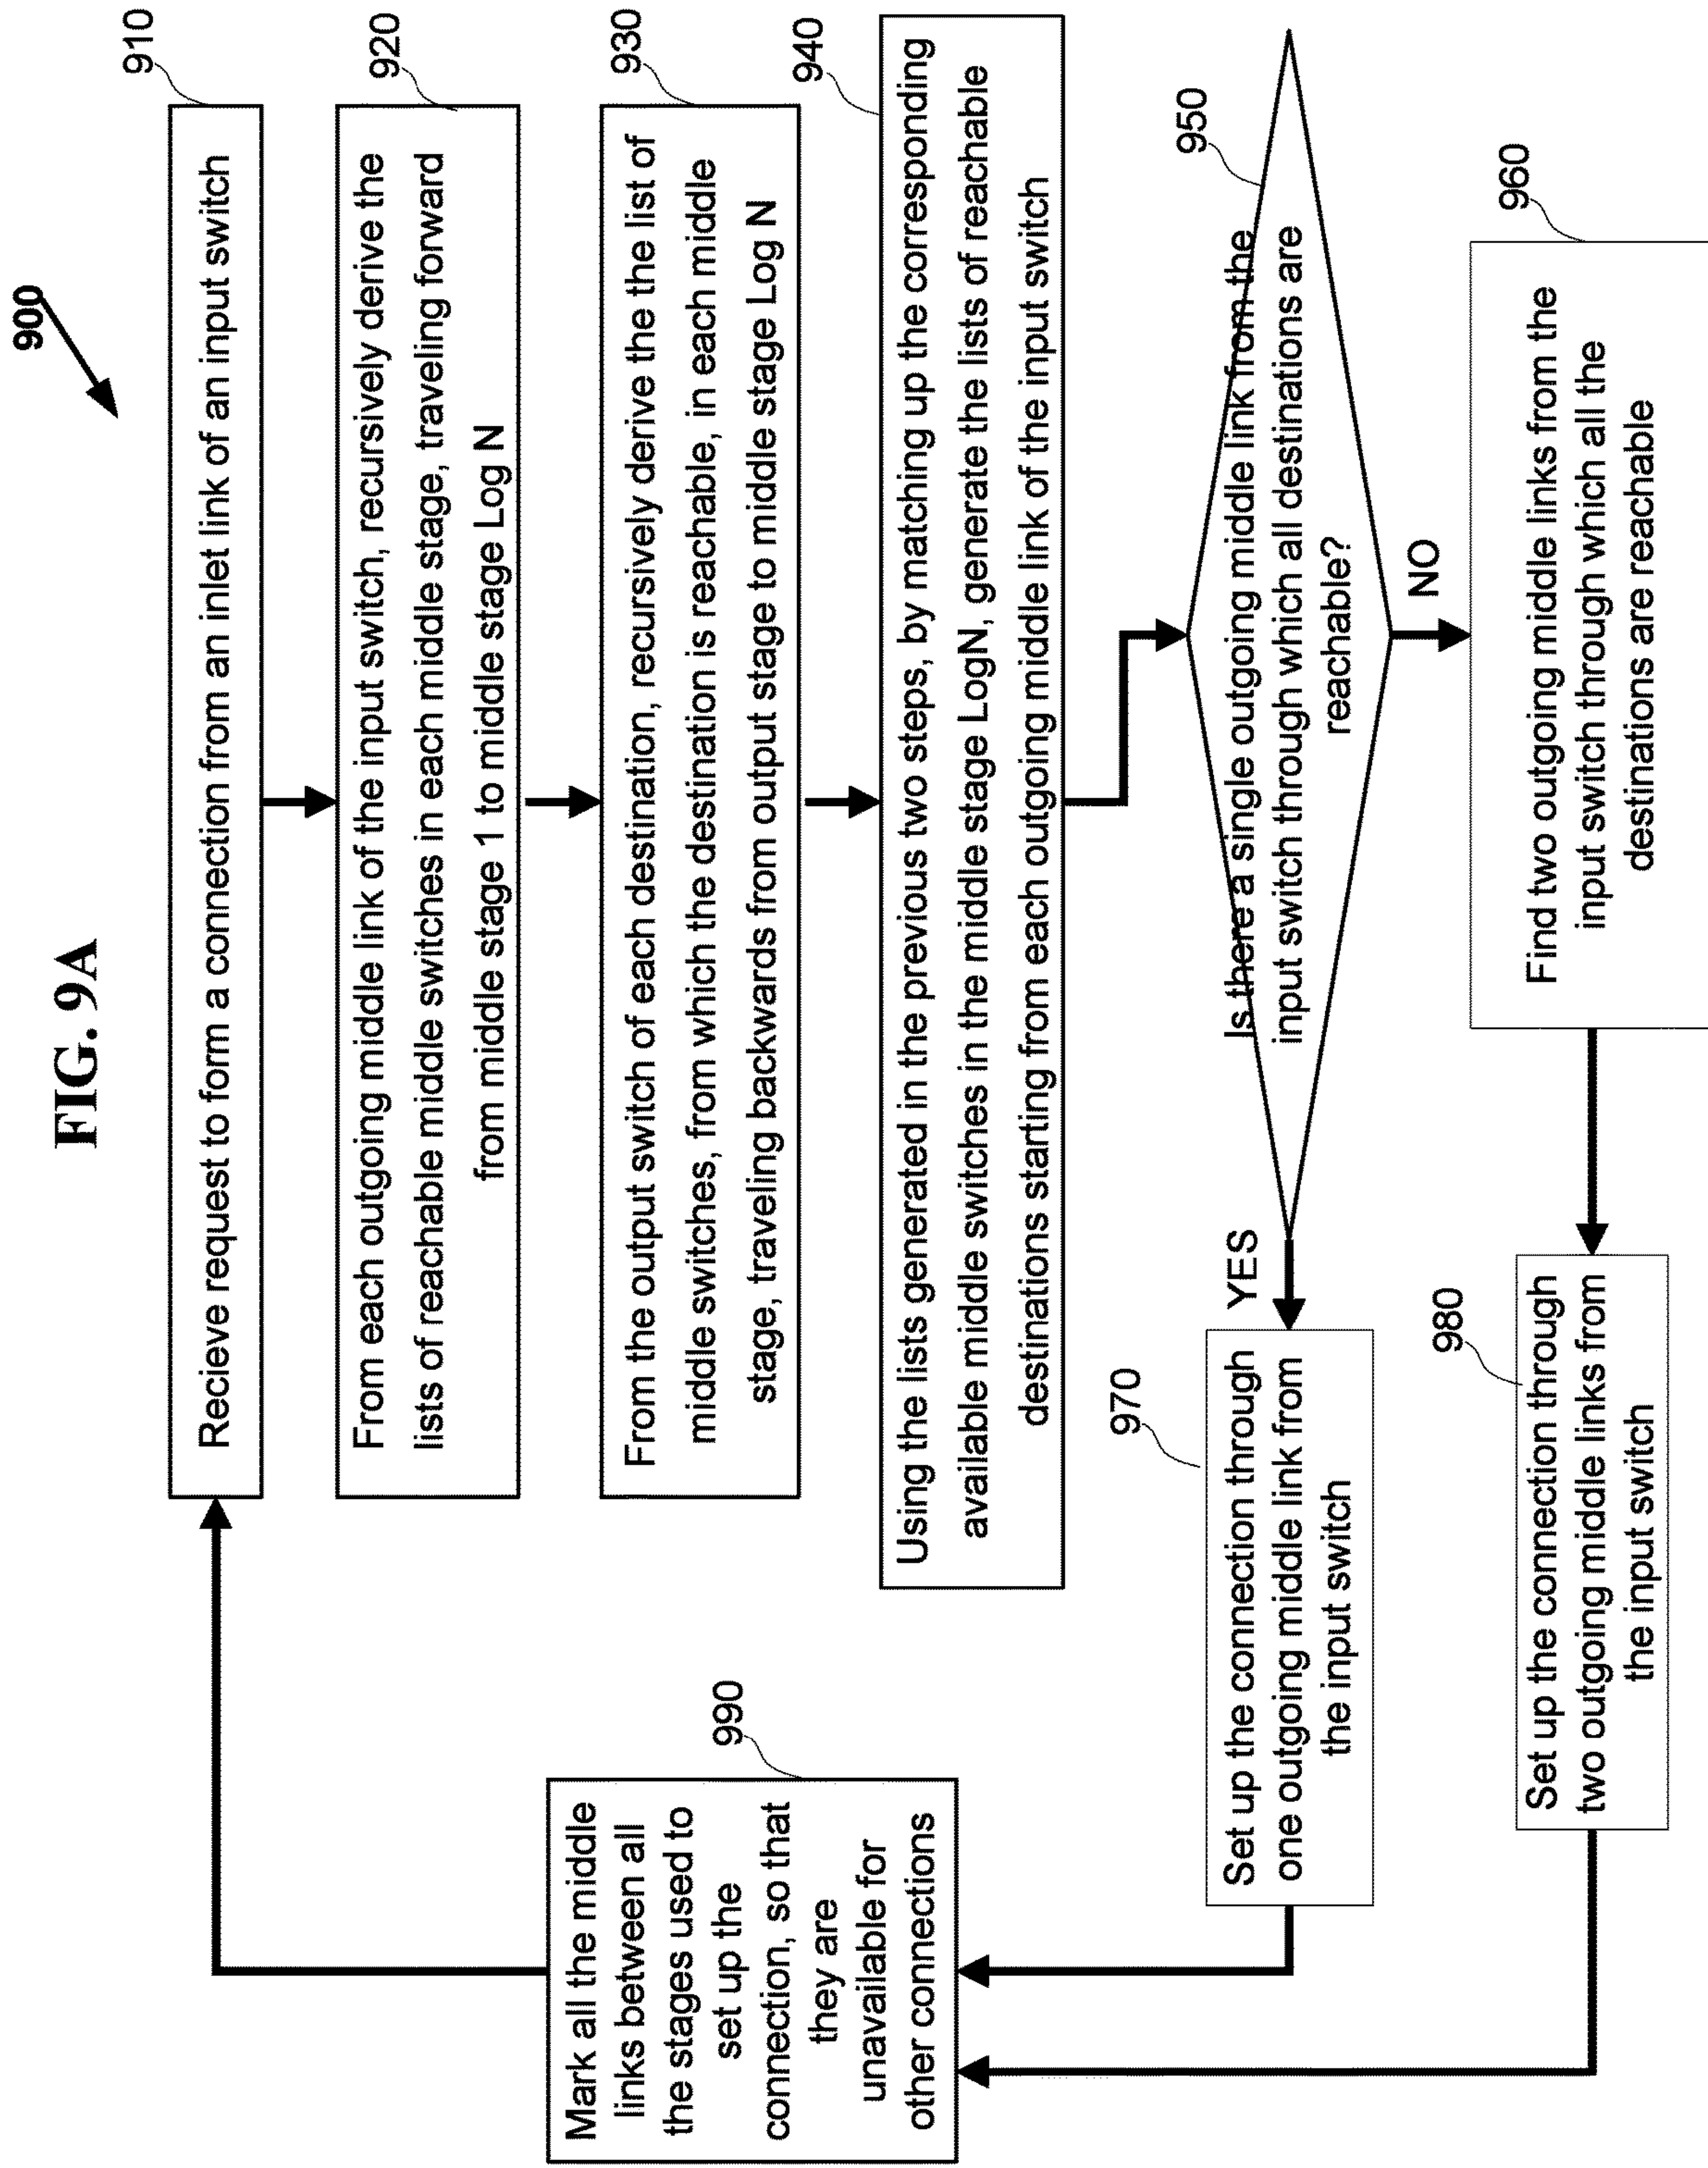 FIG. 9A
900
910
Recieve request to form a connection from an inlet link of an input switch
920
From each outgoing middle link of the input switch, recursively derive the
lists of reachable middle switches in each middle stage, traveling forward
from middle stage 1 to middle stage Log N
930
From the output switch of each destination, recursively derive the the list of
middle switches, from which the destination is reachable, in each middle
stage, traveling backwards from output stage to middle stage Log N
940
Using the lists generated in the previous two steps, by matching up the corresponding
available middle switches in the middle stage LogN, generate the lists of reachable
destinations starting from each outgoing middle link of the input switch
950
Is there a single outgoing middle link from the
input switch through which all destinations are
reachable?
YES
NO
960
Find two outgoing middle links from the
input switch through which all the
destinations are reachable
970
Set up the connection through
one outgoing middle link from
the input switch
980
Set up the connection through
two outgoing middle links from
the input switch
990
Mark all the middle
links between all
the stages used to
set up the
connection, so that
they are
unavailable for
other connections